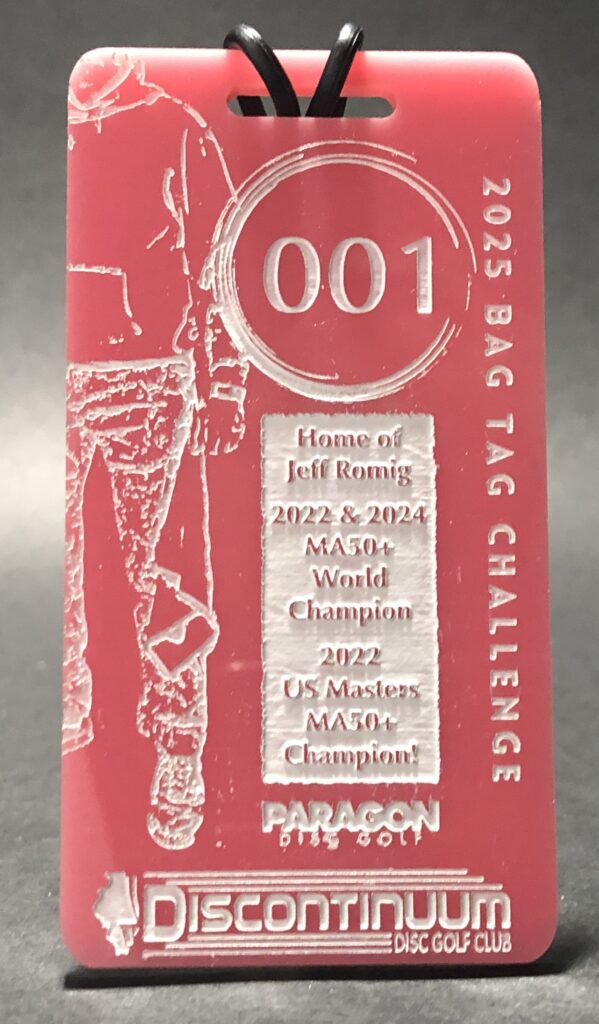 001
2025 BAG TAG CHALLENGE
Home of
Jeff Romig
2022 & 2024
MA50+
World
Champion
2022
US Masters
MA50+
Champion!
PARAGON
DISC GOLF
DISCONTINUUM
DISC GOLF CLUB